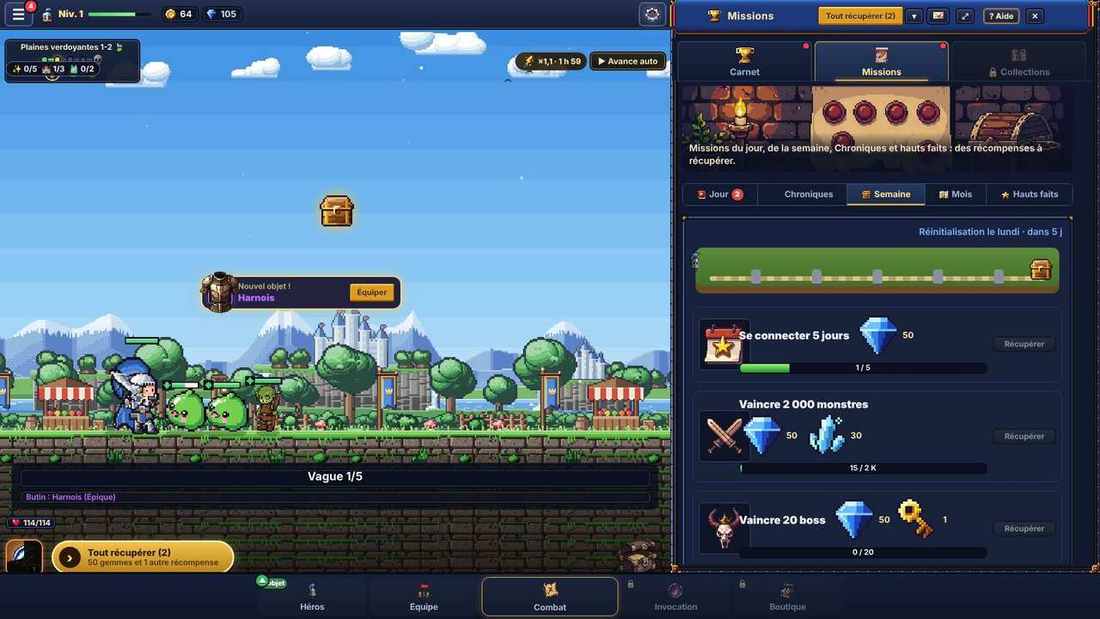 4
Niv. 1
64
105
Plaines verdoyantes 1-2
0/5 1/3 0/2
×1,1 · 1 h 59
Avance auto
Nouvel objet !
Harnois
Équiper
Vague 1/5
Butin : Harnois (Épique)
114/114
Tout récupérer (2)
50 gemmes et 1 autre récompense
Missions
Tout récupérer (2)
? Aide
Carnet
Missions
Collections
Missions du jour, de la semaine, Chroniques et hauts faits : des récompenses à
récupérer.
Jour 2
Chroniques
Semaine
Mois
Hauts faits
Réinitialisation le lundi · dans 5 j
Se connecter 5 jours
50
1 / 5
Récupérer
Vaincre 2 000 monstres
50
30
15 / 2 K
Récupérer
Vaincre 20 boss
50
1
0 / 20
Récupérer
objet
Héros
Équipe
Combat
Invocation
Boutique